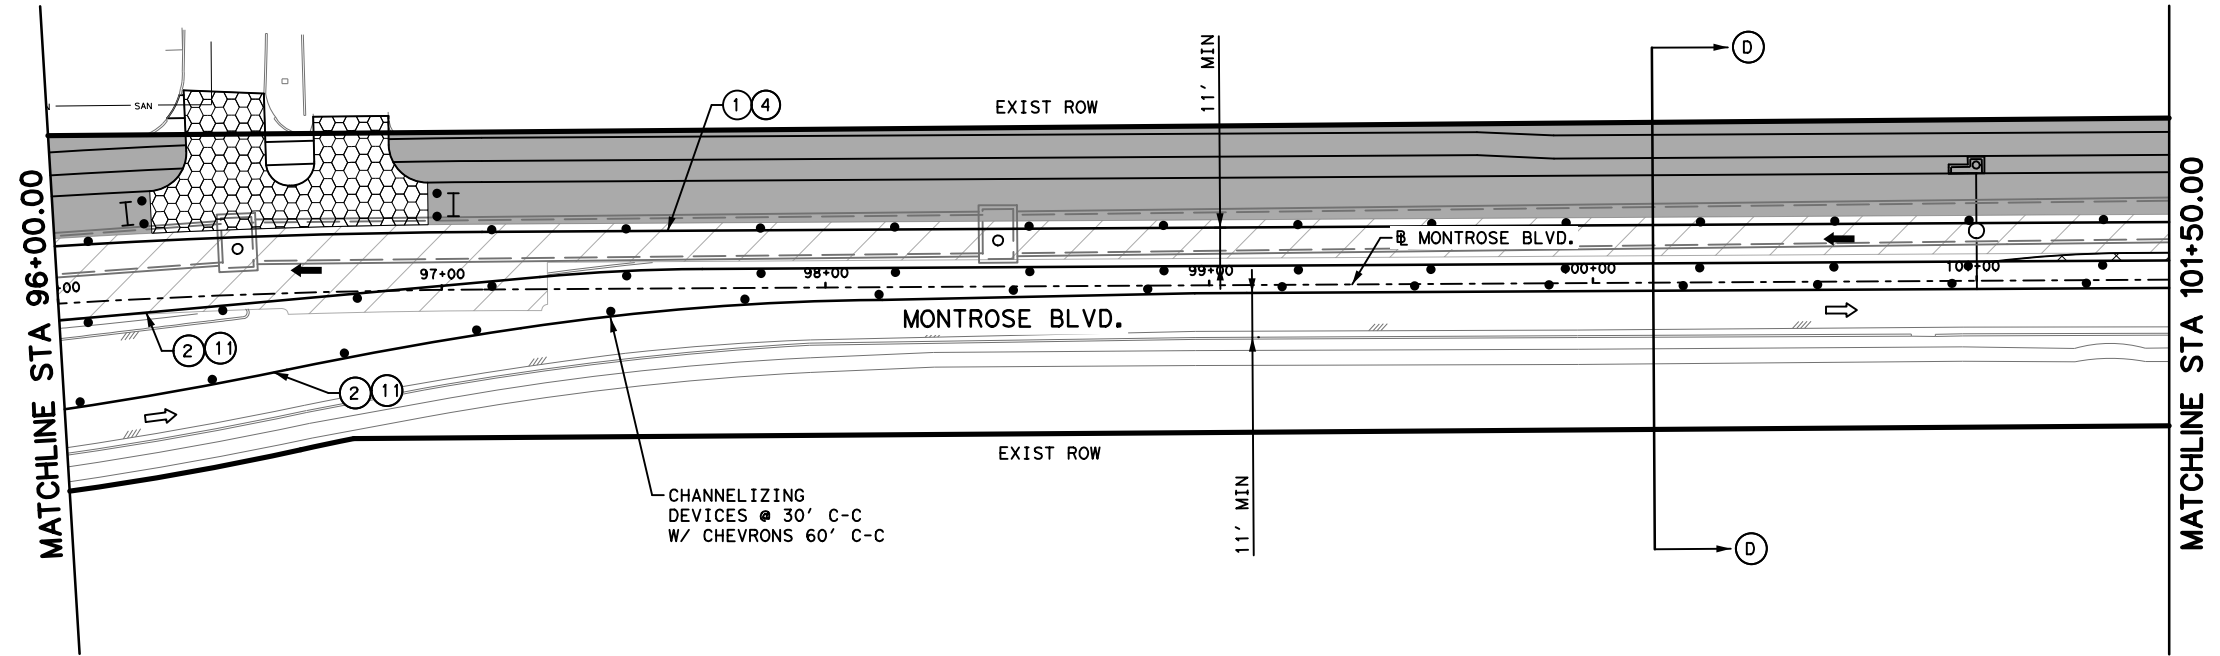 MATCHLINE STA 96+00.00
SAN
1 4
EXIST ROW
11' MIN
D
97+00
98+00
99+00
00+00
℄ MONTROSE BLVD.
MONTROSE BLVD.
2 11
2 11
CHANNELIZING
DEVICES @ 30' C-C
W/ CHEVRONS 60' C-C
EXIST ROW
11' MIN
D
MATCHLINE STA 101+50.00